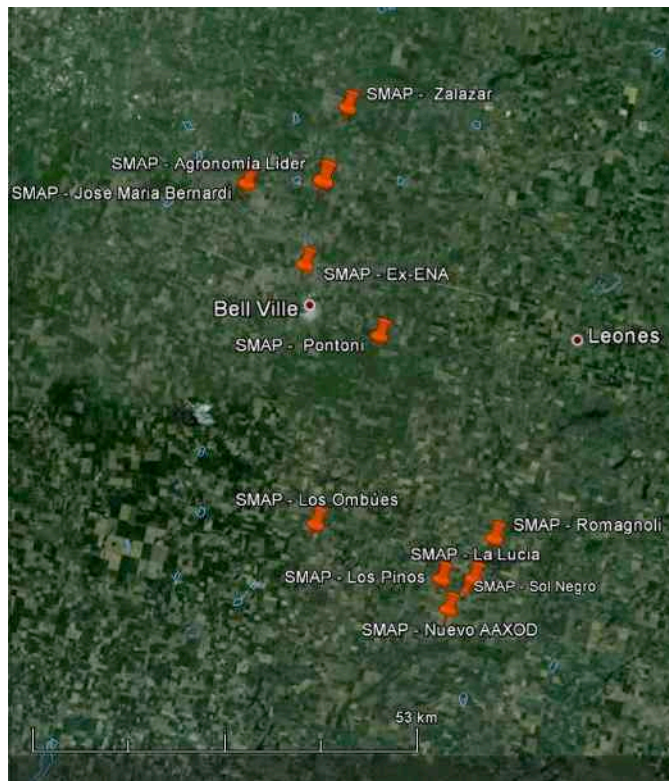 SMAP - Zalazar
SMAP - Agronomía Lider
SMAP - Jose Maria Bernardi
SMAP - Ex-ENA
Bell Ville
SMAP - Pontoni
Leones
SMAP - Los Ombúes
SMAP - Romagnoli
SMAP - La Lucia
SMAP - Los Pinos
SMAP - Sol Negro
SMAP - Nuevo AAXOD
53 km